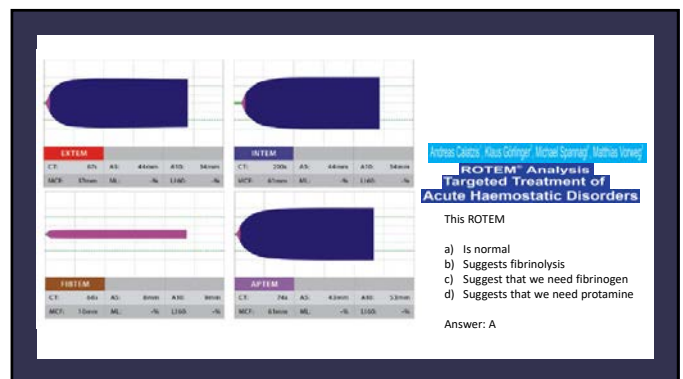 EXTEM
CT: 67s A5: 44mm A10: 54mm
ML: -% LI60: -%
INTEM
CT: 200s A5: 44mm A10: 54mm
MCF: 61mm ML: -% LI60: -%
FIBTEM
CT: 64s A5: 8mm A10: 9mm
MCF: 10mm ML: -% LI60: -%
APTEM
CT: 74s A5: 43mm A10: 53mm
MCF: 61mm ML: -% LI60: -%
Andreas Calatzis, Klaus Görlinger, Michael Spannagl, Matthias Vorweg
ROTEM® Analysis
Targeted Treatment of
Acute Haemostatic Disorders
This ROTEM
a) Is normal
b) Suggests fibrinolysis
c) Suggest that we need fibrinogen
d) Suggests that we need protamine
Answer: A